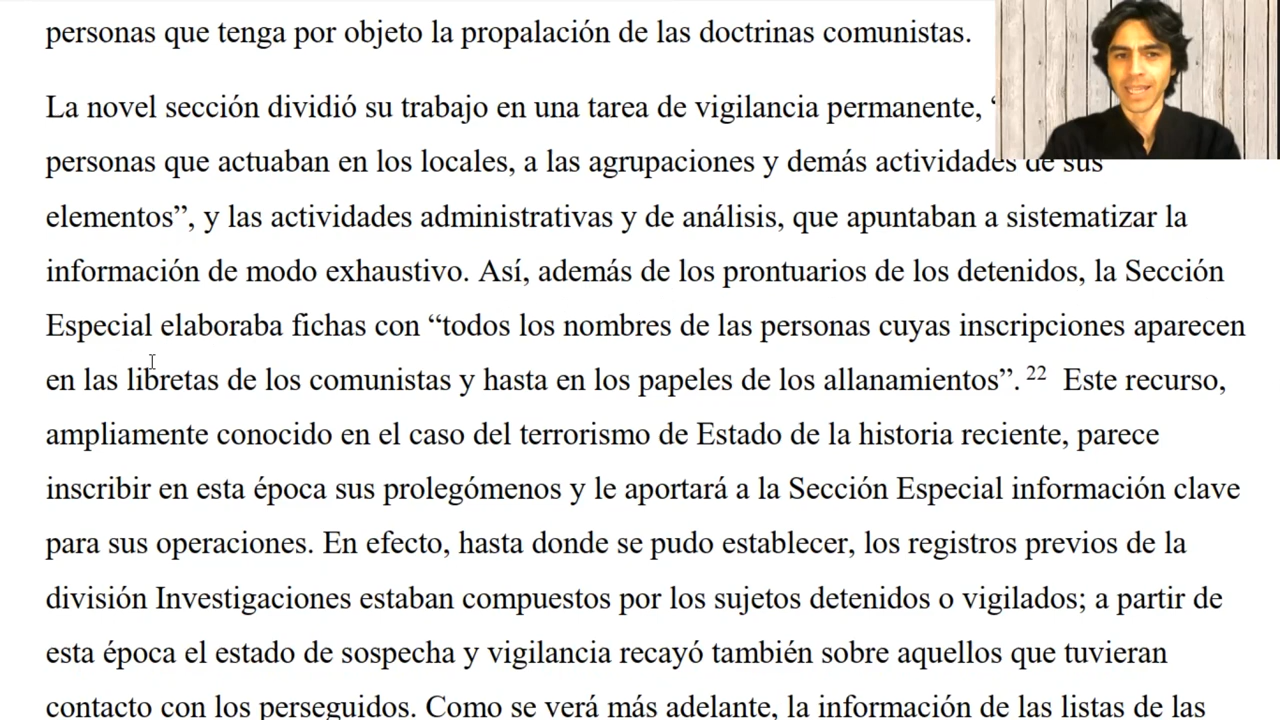 personas que tenga por objeto la propalación de las doctrinas comunistas.
La novel sección dividió su trabajo en una tarea de vigilancia permanente, “
personas que actuaban en los locales, a las agrupaciones y demás actividades de sus
elementos”, y las actividades administrativas y de análisis, que apuntaban a sistematizar la
información de modo exhaustivo. Así, además de los prontuarios de los detenidos, la Sección
Especial elaboraba fichas con “todos los nombres de las personas cuyas inscripciones aparecen
en las libretas de los comunistas y hasta en los papeles de los allanamientos”. 22 Este recurso,
ampliamente conocido en el caso del terrorismo de Estado de la historia reciente, parece
inscribir en esta época sus prolegómenos y le aportará a la Sección Especial información clave
para sus operaciones. En efecto, hasta donde se pudo establecer, los registros previos de la
división Investigaciones estaban compuestos por los sujetos detenidos o vigilados; a partir de
esta época el estado de sospecha y vigilancia recayó también sobre aquellos que tuvieran
contacto con los perseguidos. Como se verá más adelante, la información de las listas de las